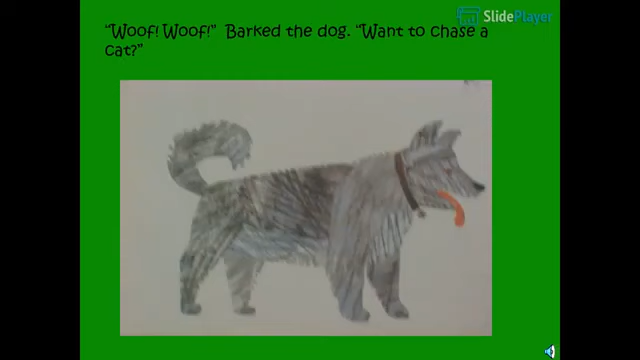 SlidePlayer
"Woof! Woof!" Barked the dog. "Want to chase a
cat?"